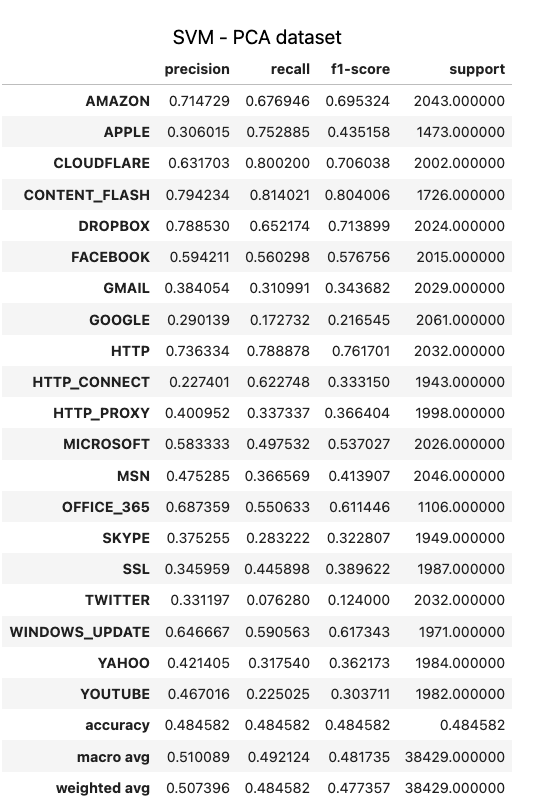 SVM - PCA dataset
precision recall f1-score support
AMAZON 0.714729 0.676946 0.695324 2043.000000
APPLE 0.306015 0.752885 0.435158 1473.000000
CLOUDFLARE 0.631703 0.800200 0.706038 2002.000000
CONTENT_FLASH 0.794234 0.814021 0.804006 1726.000000
DROPBOX 0.788530 0.652174 0.713899 2024.000000
FACEBOOK 0.594211 0.560298 0.576756 2015.000000
GMAIL 0.384054 0.310991 0.343682 2029.000000
GOOGLE 0.290139 0.172732 0.216545 2061.000000
HTTP 0.736334 0.788878 0.761701 2032.000000
HTTP_CONNECT 0.227401 0.622748 0.333150 1943.000000
HTTP_PROXY 0.400952 0.337337 0.366404 1998.000000
MICROSOFT 0.583333 0.497532 0.537027 2026.000000
MSN 0.475285 0.366569 0.413907 2046.000000
OFFICE_365 0.687359 0.550633 0.611446 1106.000000
SKYPE 0.375255 0.283222 0.322807 1949.000000
SSL 0.345959 0.445898 0.389622 1987.000000
TWITTER 0.331197 0.076280 0.124000 2032.000000
WINDOWS_UPDATE 0.646667 0.590563 0.617343 1971.000000
YAHOO 0.421405 0.317540 0.362173 1984.000000
YOUTUBE 0.467016 0.225025 0.303711 1982.000000
accuracy 0.484582 0.484582 0.484582 0.484582
macro avg 0.510089 0.492124 0.481735 38429.000000
weighted avg 0.507396 0.484582 0.477357 38429.000000